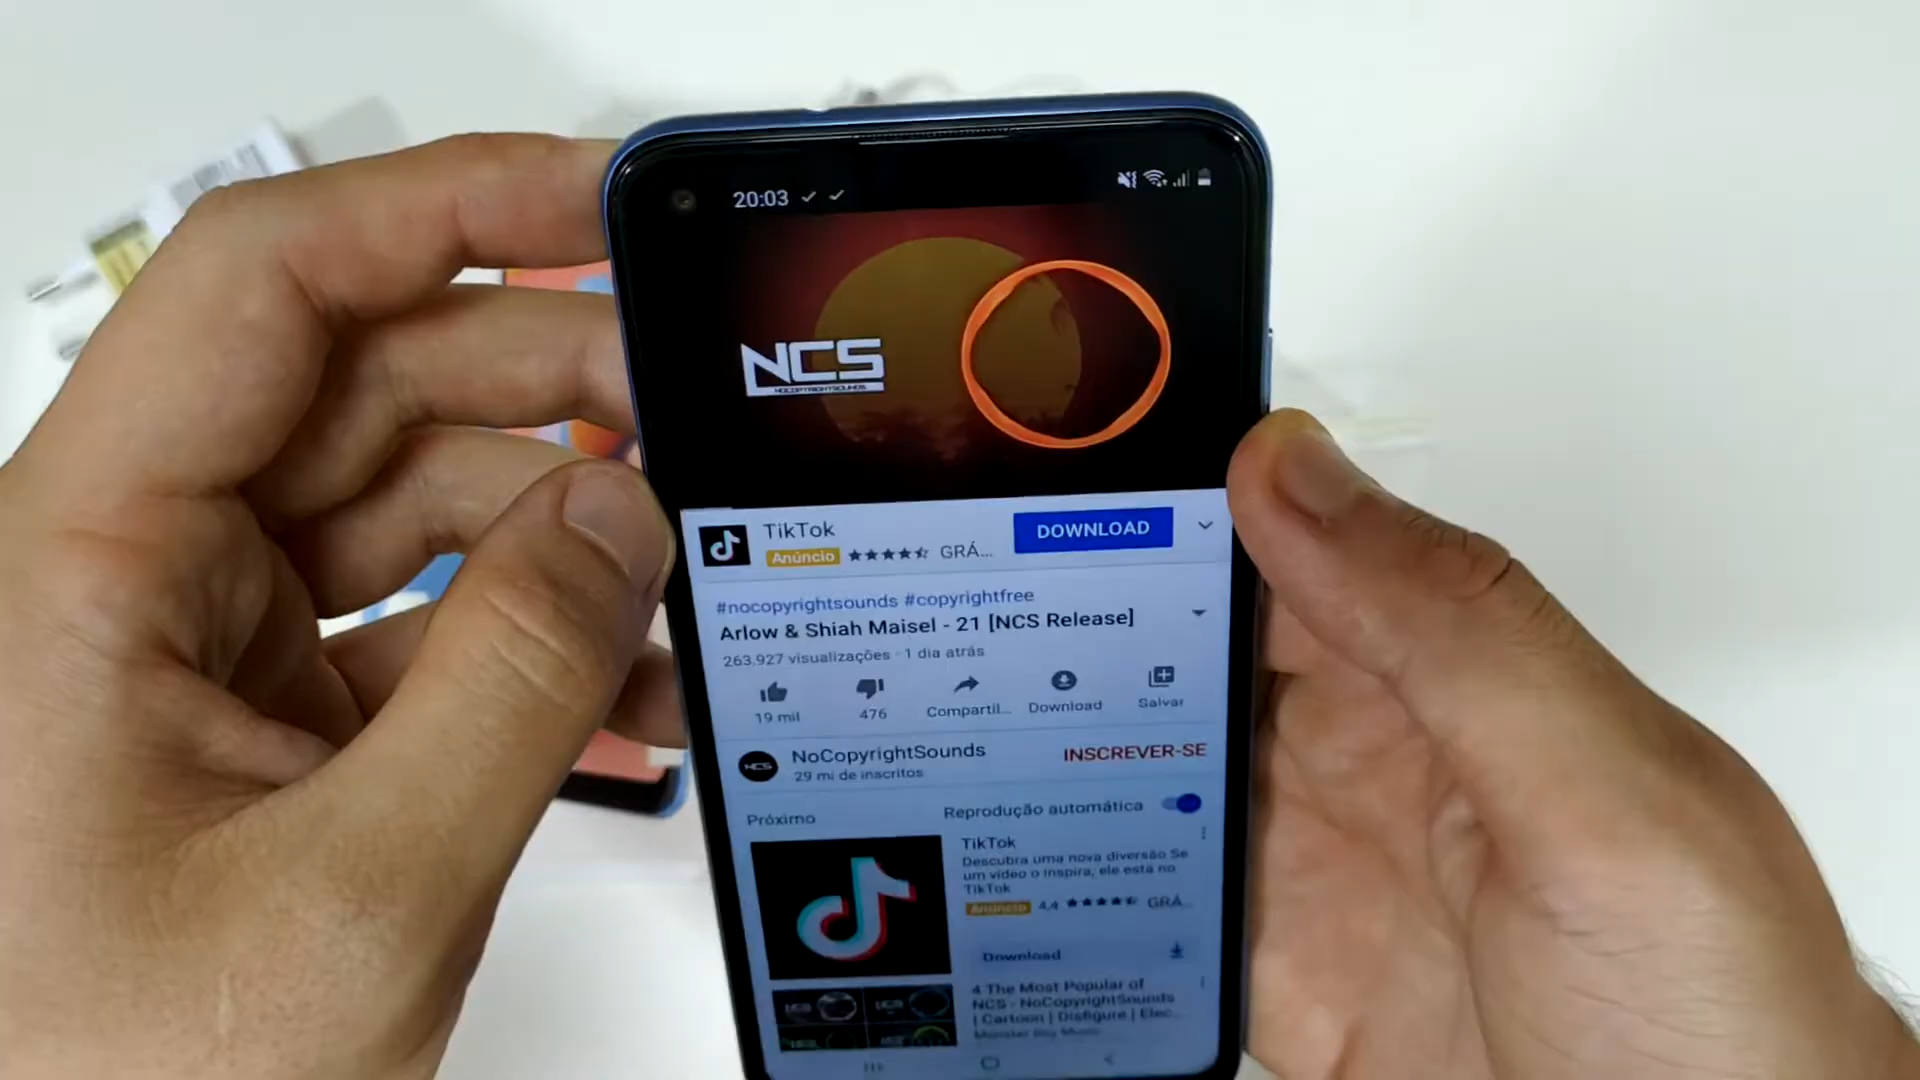 20:03
NCS
NOCOPYRIGHTSOUNDS
TikTok
DOWNLOAD
Anúncio GRÁ...
#nocopyrightsounds #copyrightfree
Arlow & Shiah Maisel - 21 [NCS Release]
263.927 visualizações · 1 dia atrás
19 mil
476
Compartil...
Download
Salvar
NCS
NoCopyrightSounds
INSCREVER-SE
29 mi de inscritos
Próximo
Reprodução automática
TikTok
Descubra uma nova diversão Se
um vídeo o inspira, ele está no
TikTok
Anúncio 4,4 GRÁ...
Download
4 The Most Popular of
NCS - NoCopyrightSounds
| Cartoon | Disfigure | Elec...